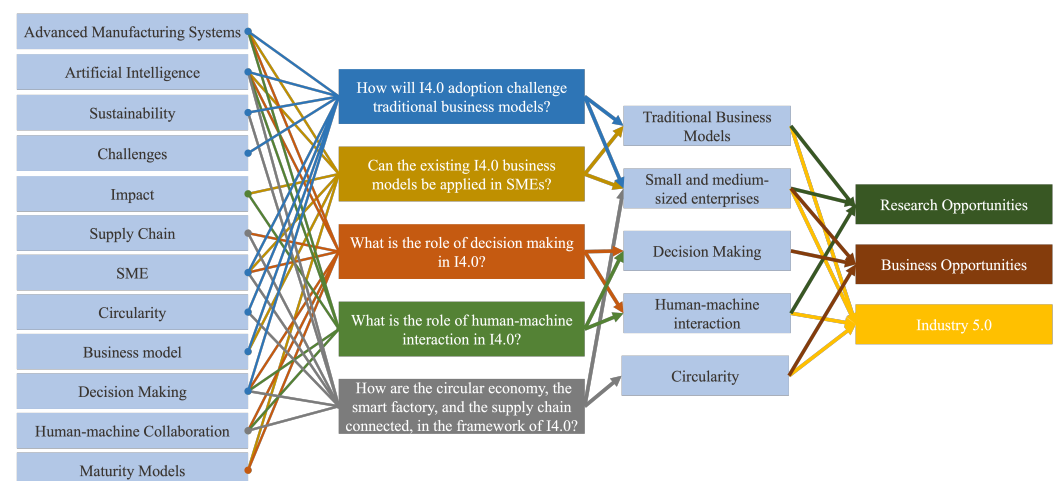 Advanced Manufacturing Systems
Artificial Intelligence
Sustainability
Challenges
Impact
Supply Chain
SME
Circularity
Business model
Decision Making
Human-machine Collaboration
Maturity Models
How will I4.0 adoption challenge
traditional business models?
Can the existing I4.0 business
models be applied in SMEs?
What is the role of decision making
in I4.0?
What is the role of human-machine
interaction in I4.0?
How are the circular economy, the
smart factory, and the supply chain
connected, in the framework of I4.0?
Traditional Business
Models
Small and medium-
sized enterprises
Decision Making
Human-machine
interaction
Circularity
Research Opportunities
Business Opportunities
Industry 5.0